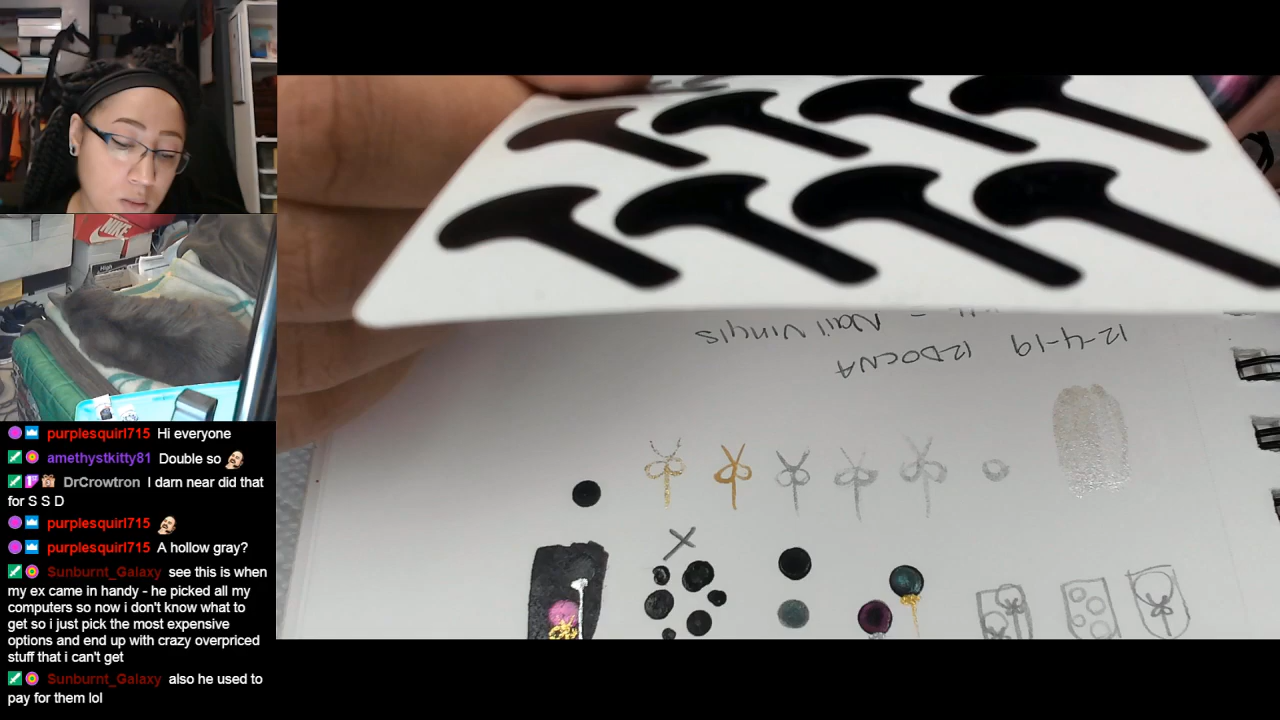 NIKE
purplesquirl715 Hi everyone
amethystkitty81 Double so
DrCrowtron I darn near did that
for S S D
purplesquirl715
purplesquirl715 A hollow gray?
Sunburnt_Galaxy see this is when
my ex came in handy - he picked all my
computers so now i don't know what to
get so i just pick the most expensive
options and end up with crazy overpriced
stuff that i can't get
Sunburnt_Galaxy also he used to
pay for them lol
12-4-19 12DOCNA
- Nail Vinyls